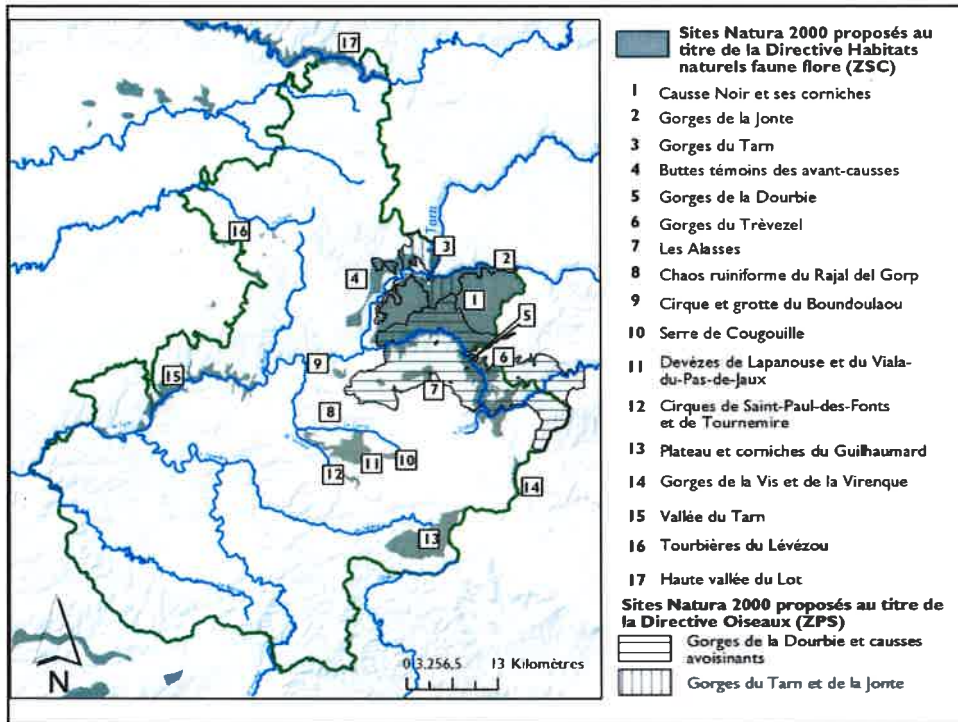 17
16
Tarn
3
2
4
1
5
6
9
7
15
8
11
10
12
14
13
N
0 3.256.5 13 Kilomètres
Sites Natura 2000 proposés au
titre de la Directive Habitats
naturels faune flore (ZSC)
1 Causse Noir et ses corniches
2 Gorges de la Jonte
3 Gorges du Tarn
4 Buttes témoins des avant-causses
5 Gorges de la Dourbie
6 Gorges du Trèvezel
7 Les Alasses
8 Chaos ruiniforme du Rajal del Gorp
9 Cirque et grotte du Boundoulaou
10 Serre de Cougouille
11 Devèzes de Lapanouse et du Viala-
du-Pas-de-Jaux
12 Cirques de Saint-Paul-des-Fonts
et de Tournemire
13 Plateau et corniches du Guilhaumard
14 Gorges de la Vis et de la Virenque
15 Vallée du Tarn
16 Tourbières du Lévézou
17 Haute vallée du Lot
Sites Natura 2000 proposés au titre de
la Directive Oiseaux (ZPS)
Gorges de la Dourbie et causses
avoisinants
Gorges du Tarn et de la Jonte